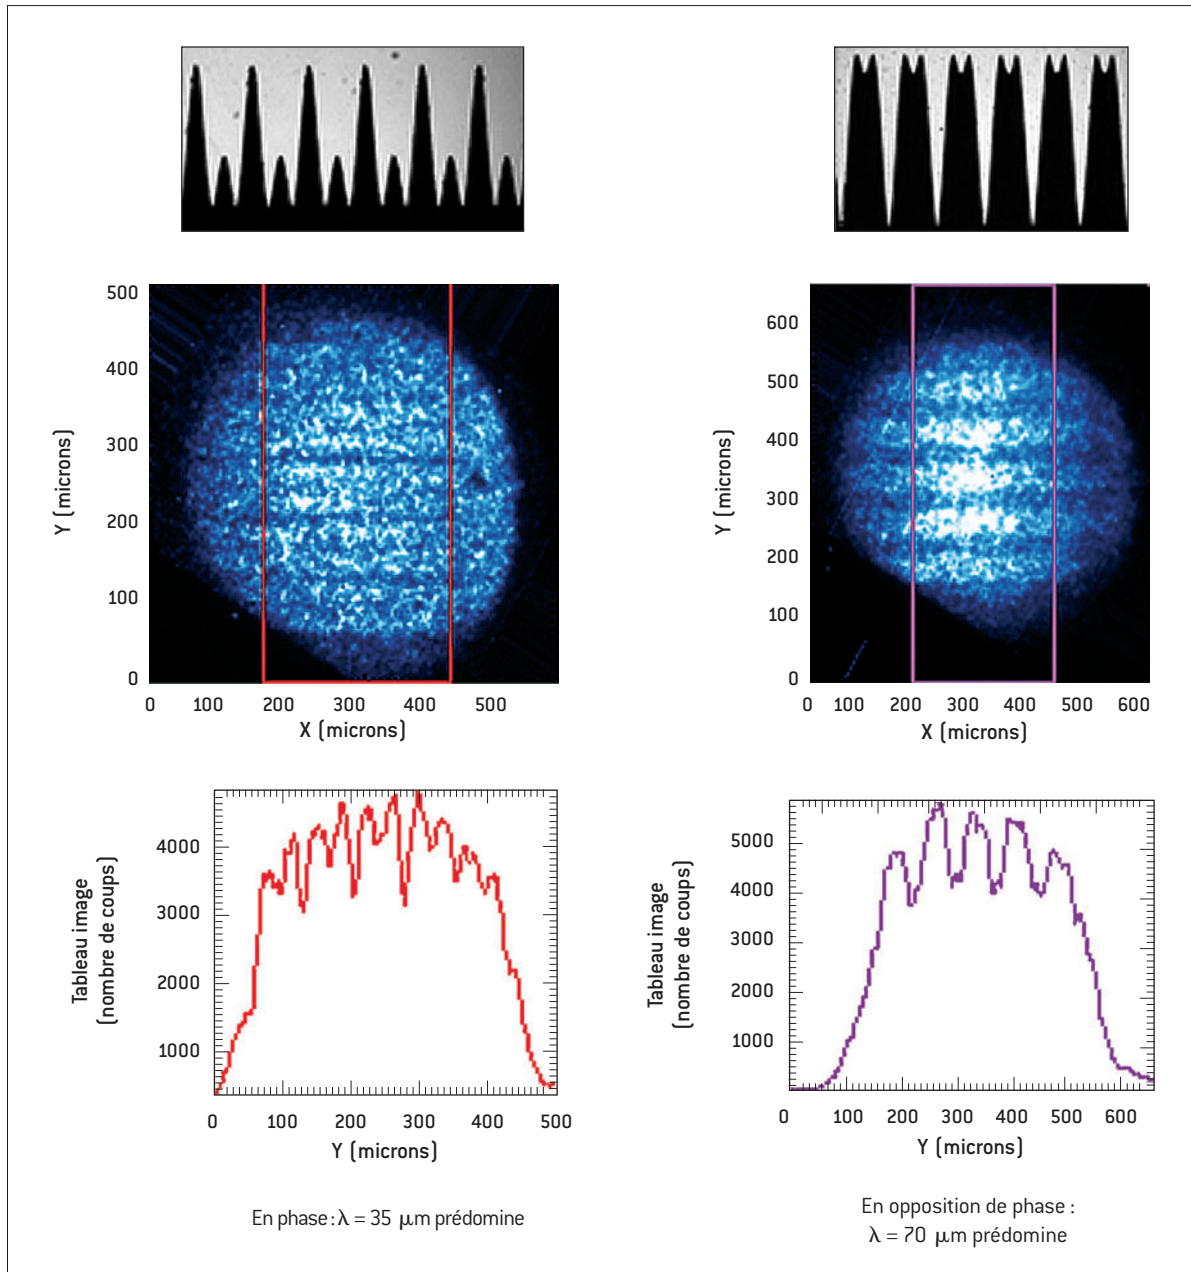 500
400
300
200
100
0
Y (microns)
0 100 200 300 400 500
X (microns)
600
500
400
300
200
100
0
Y (microns)
0 100 200 300 400 500 600
X (microns)
4000
3000
2000
1000
Tableau image
(nombre de coups)
0 100 200 300 400 500
Y (microns)
5000
4000
3000
2000
1000
Tableau image
(nombre de coups)
0 100 200 300 400 500 600
Y (microns)
En phase : λ = 35 μm prédomine
En opposition de phase :
λ = 70 μm prédomine